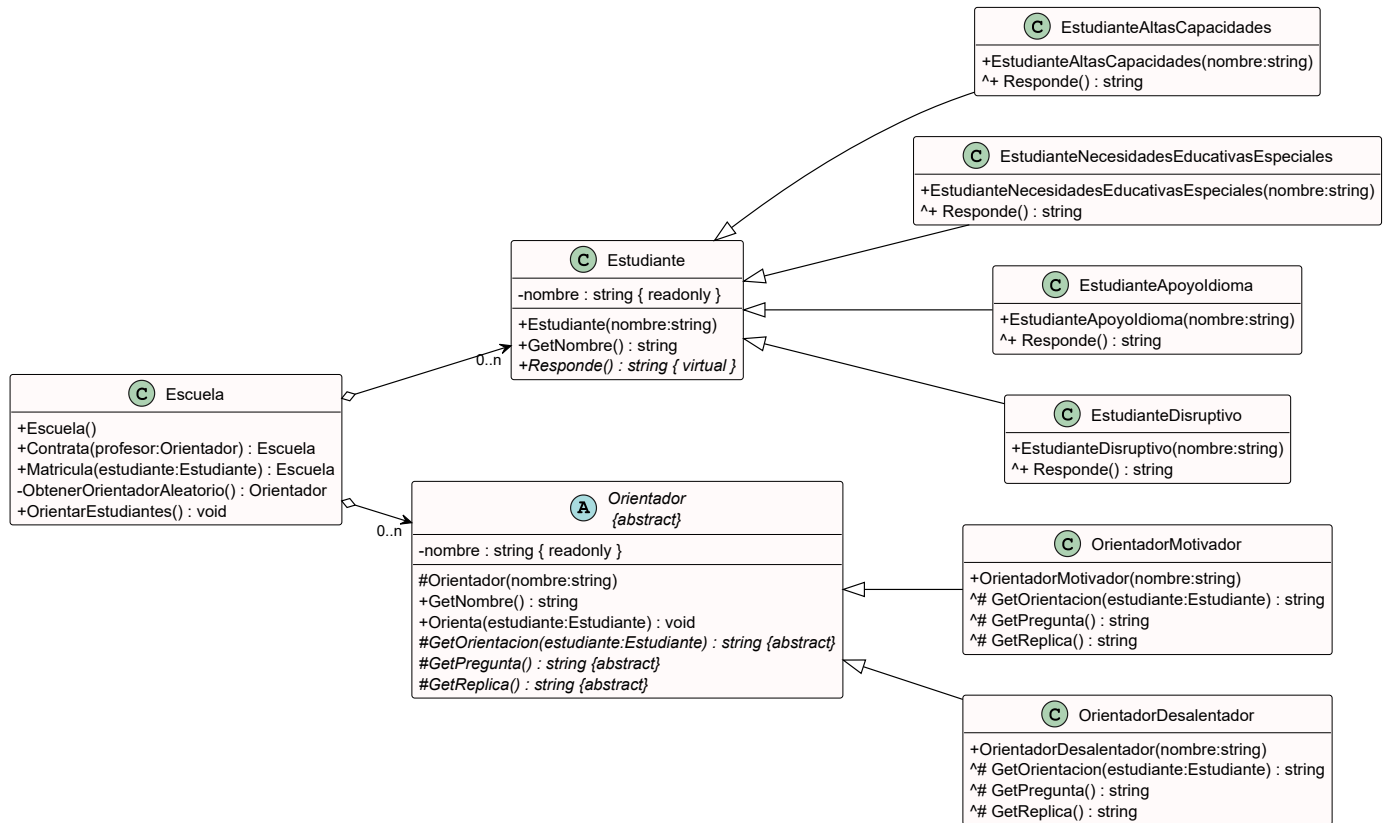 C EstudianteAltasCapacidades
+EstudianteAltasCapacidades(nombre:string)
^+ Responde() : string
C EstudianteNecesidadesEducativasEspeciales
+EstudianteNecesidadesEducativasEspeciales(nombre:string)
^+ Responde() : string
C Estudiante
-nombre : string { readonly }
+Estudiante(nombre:string)
+GetNombre() : string
+Responde() : string { virtual }
C EstudianteApoyoIdioma
+EstudianteApoyoIdioma(nombre:string)
^+ Responde() : string
0..n
C Escuela
+Escuela()
+Contrata(profesor:Orientador) : Escuela
+Matricula(estudiante:Estudiante) : Escuela
-ObtenerOrientadorAleatorio() : Orientador
+OrientarEstudiantes() : void
C EstudianteDisruptivo
+EstudianteDisruptivo(nombre:string)
^+ Responde() : string
0..n
A Orientador
{abstract}
-nombre : string { readonly }
#Orientador(nombre:string)
+GetNombre() : string
+Orienta(estudiante:Estudiante) : void
#GetOrientacion(estudiante:Estudiante) : string {abstract}
#GetPregunta() : string {abstract}
#GetReplica() : string {abstract}
C OrientadorMotivador
+OrientadorMotivador(nombre:string)
^# GetOrientacion(estudiante:Estudiante) : string
^# GetPregunta() : string
^# GetReplica() : string
C OrientadorDesalentador
+OrientadorDesalentador(nombre:string)
^# GetOrientacion(estudiante:Estudiante) : string
^# GetPregunta() : string
^# GetReplica() : string